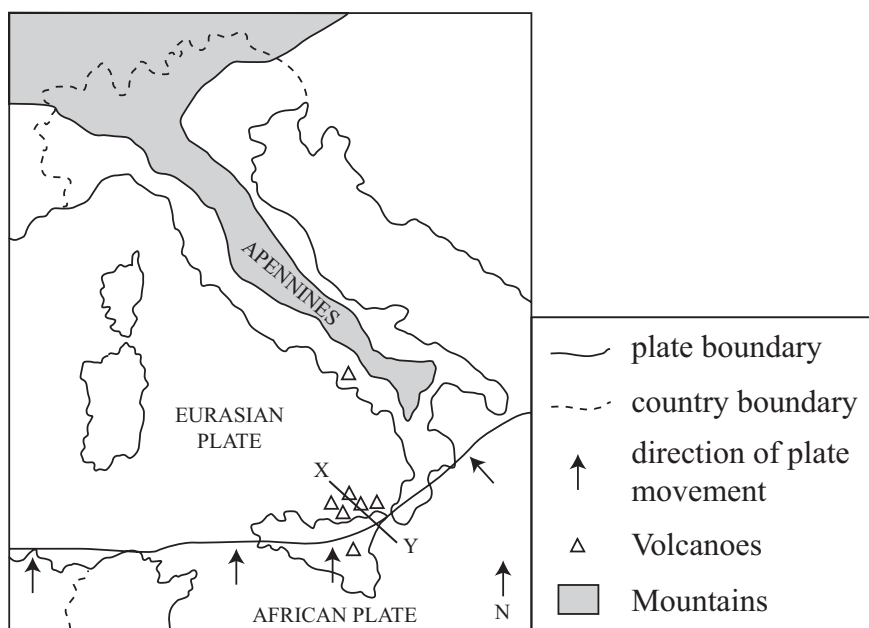 APENNINES
EURASIAN
PLATE
X
Y
AFRICAN PLATE
N
plate boundary
country boundary
direction of plate
movement
Volcanoes
Mountains